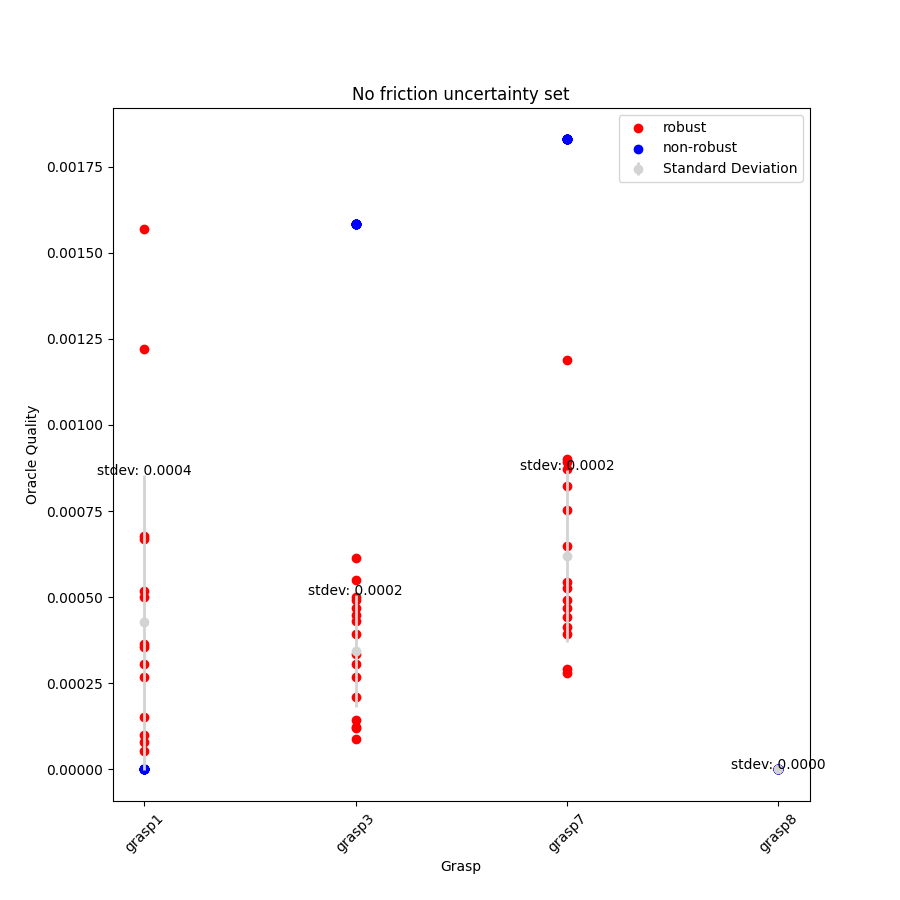 No friction uncertainty set
robust
non-robust
Standard Deviation
0.00175
0.00150
0.00125
0.00100
0.00075
0.00050
0.00025
0.00000
Oracle Quality
stdev: 0.0004
stdev: 0.0002
stdev: 0.0002
stdev: 0.0000
grasp1
grasp3
grasp7
grasp8
Grasp